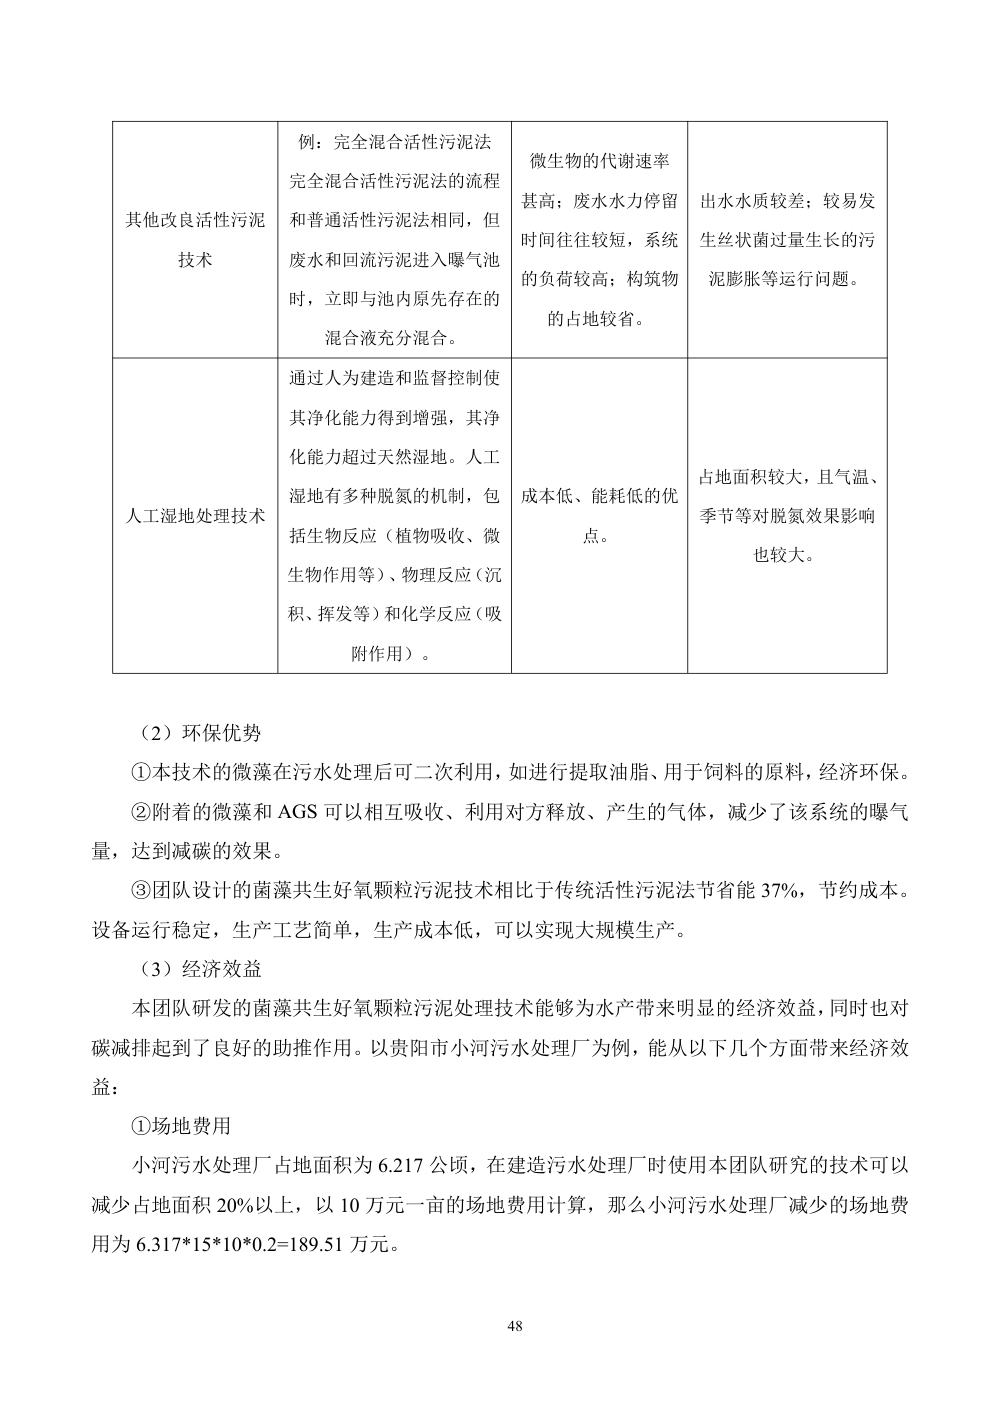 其他改良活性污泥
技术
例：完全混合活性污泥法
完全混合活性污泥法的流程
和普通活性污泥法相同，但
废水和回流污泥进入曝气池
时，立即与池内原先存在的
混合液充分混合。
微生物的代谢速率
甚高；废水水力停留
时间往往较短，系统
的负荷较高；构筑物
的占地较省。
出水水质较差；较易发
生丝状菌过量生长的污
泥膨胀等运行问题。
人工湿地处理技术
通过人为建造和监督控制使
其净化能力得到增强，其净
化能力超过天然湿地。人工
湿地有多种脱氮的机制，包
括生物反应（植物吸收、微
生物作用等）、物理反应（沉
积、挥发等）和化学反应（吸
附作用）。
成本低、能耗低的优
点。
占地面积较大，且气温、
季节等对脱氮效果影响
也较大。
（2）环保优势
①本技术的微藻在污水处理后可二次利用，如进行提取油脂、用于饲料的原料，经济环保。
②附着的微藻和 AGS 可以相互吸收、利用对方释放、产生的气体，减少了该系统的曝气
量，达到减碳的效果。
③团队设计的菌藻共生好氧颗粒污泥技术相比于传统活性污泥法节省能 37%，节约成本。
设备运行稳定，生产工艺简单，生产成本低，可以实现大规模生产。
（3）经济效益
本团队研发的菌藻共生好氧颗粒污泥处理技术能够为水产带来明显的经济效益，同时也对
碳减排起到了良好的助推作用。以贵阳市小河污水处理厂为例，能从以下几个方面带来经济效
益：
①场地费用
小河污水处理厂占地面积为 6.217 公顷，在建造污水处理厂时使用本团队研究的技术可以
减少占地面积 20%以上，以 10 万元一亩的场地费用计算，那么小河污水处理厂减少的场地费
用为 6.317*15*10*0.2=189.51 万元。
48